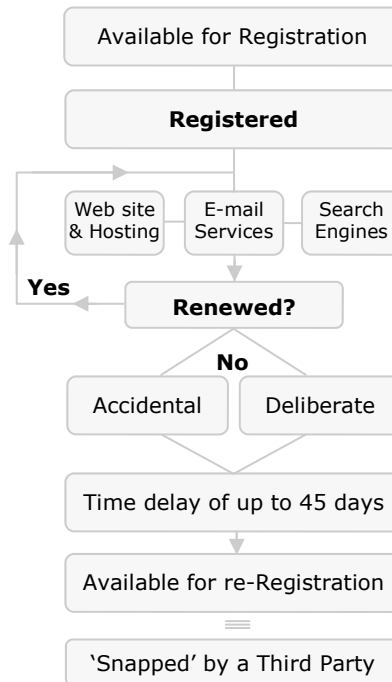 Available for Registration
Registered
Web site
& Hosting
E-mail
Services
Search
Engines
Yes
Renewed?
No
Accidental
Deliberate
Time delay of up to 45 days
Available for re-Registration
‘Snapped’ by a Third Party